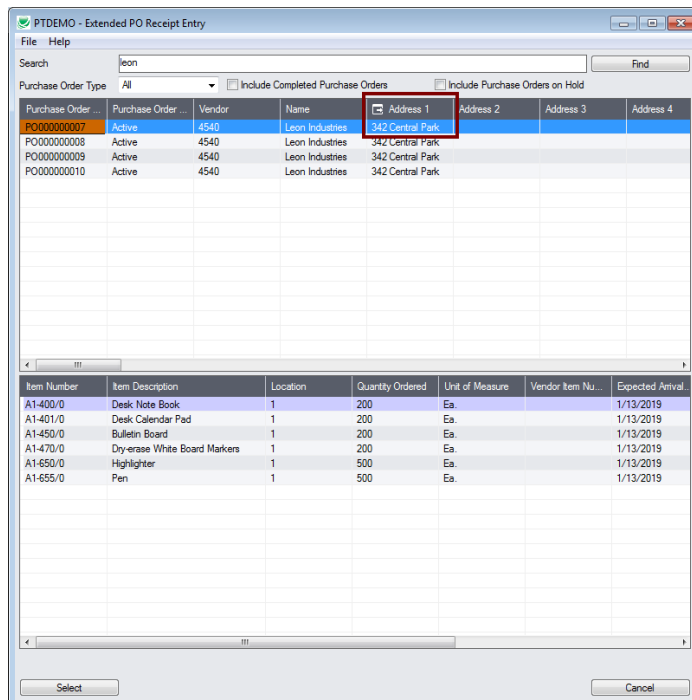 PTDEMO - Extended PO Receipt Entry
File Help
Search leon Find
Purchase Order Type All Include Completed Purchase Orders Include Purchase Orders on Hold
Purchase Order ... Purchase Order ... Vendor Name Address 1 Address 2 Address 3 Address 4
PO000000007 Active 4540 Leon Industries 342 Central Park
PO000000008 Active 4540 Leon Industries 342 Central Park
PO000000009 Active 4540 Leon Industries 342 Central Park
PO000000010 Active 4540 Leon Industries 342 Central Park
Item Number Item Description Location Quantity Ordered Unit of Measure Vendor Item Nu... Expected Arrival...
A1-400/0 Desk Note Book 1 200 Ea. 1/13/2019
A1-401/0 Desk Calendar Pad 1 200 Ea. 1/13/2019
A1-450/0 Bulletin Board 1 200 Ea. 1/13/2019
A1-470/0 Dry-erase White Board Markers 1 200 Ea. 1/13/2019
A1-650/0 Highlighter 1 500 Ea. 1/13/2019
A1-655/0 Pen 1 500 Ea. 1/13/2019
Select Cancel